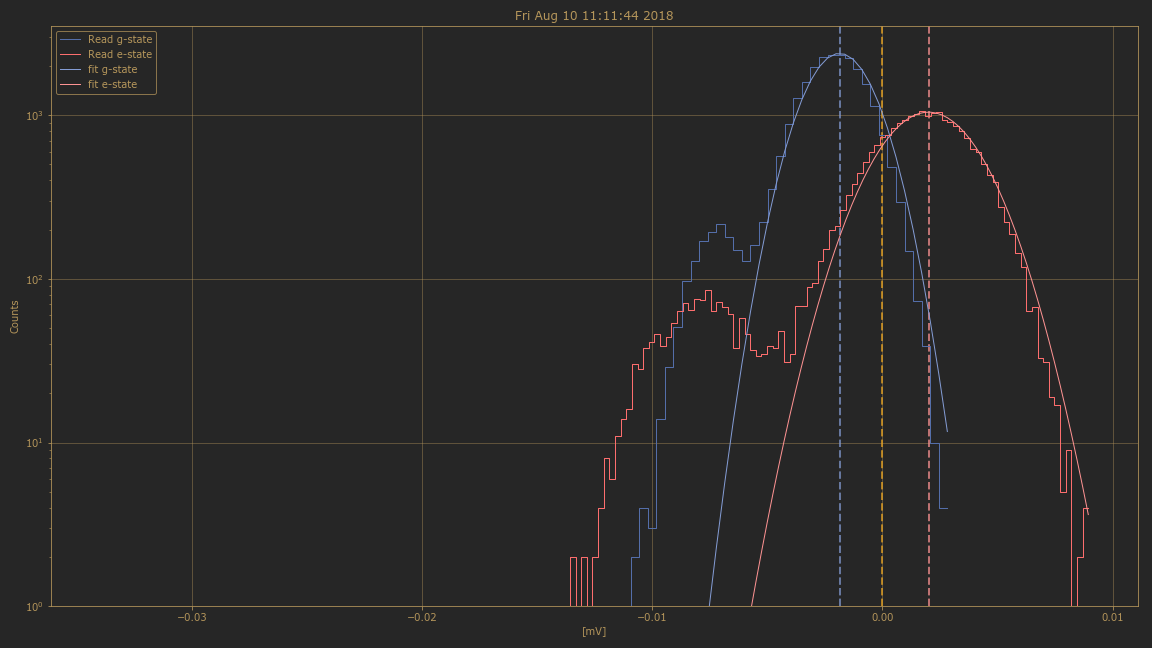 Fri Aug 10 11:11:44 2018
Read g-state
Read e-state
fit g-state
fit e-state
10³
10²
10¹
10⁰
Counts
−0.03
−0.02
−0.01
0.00
0.01
[mV]